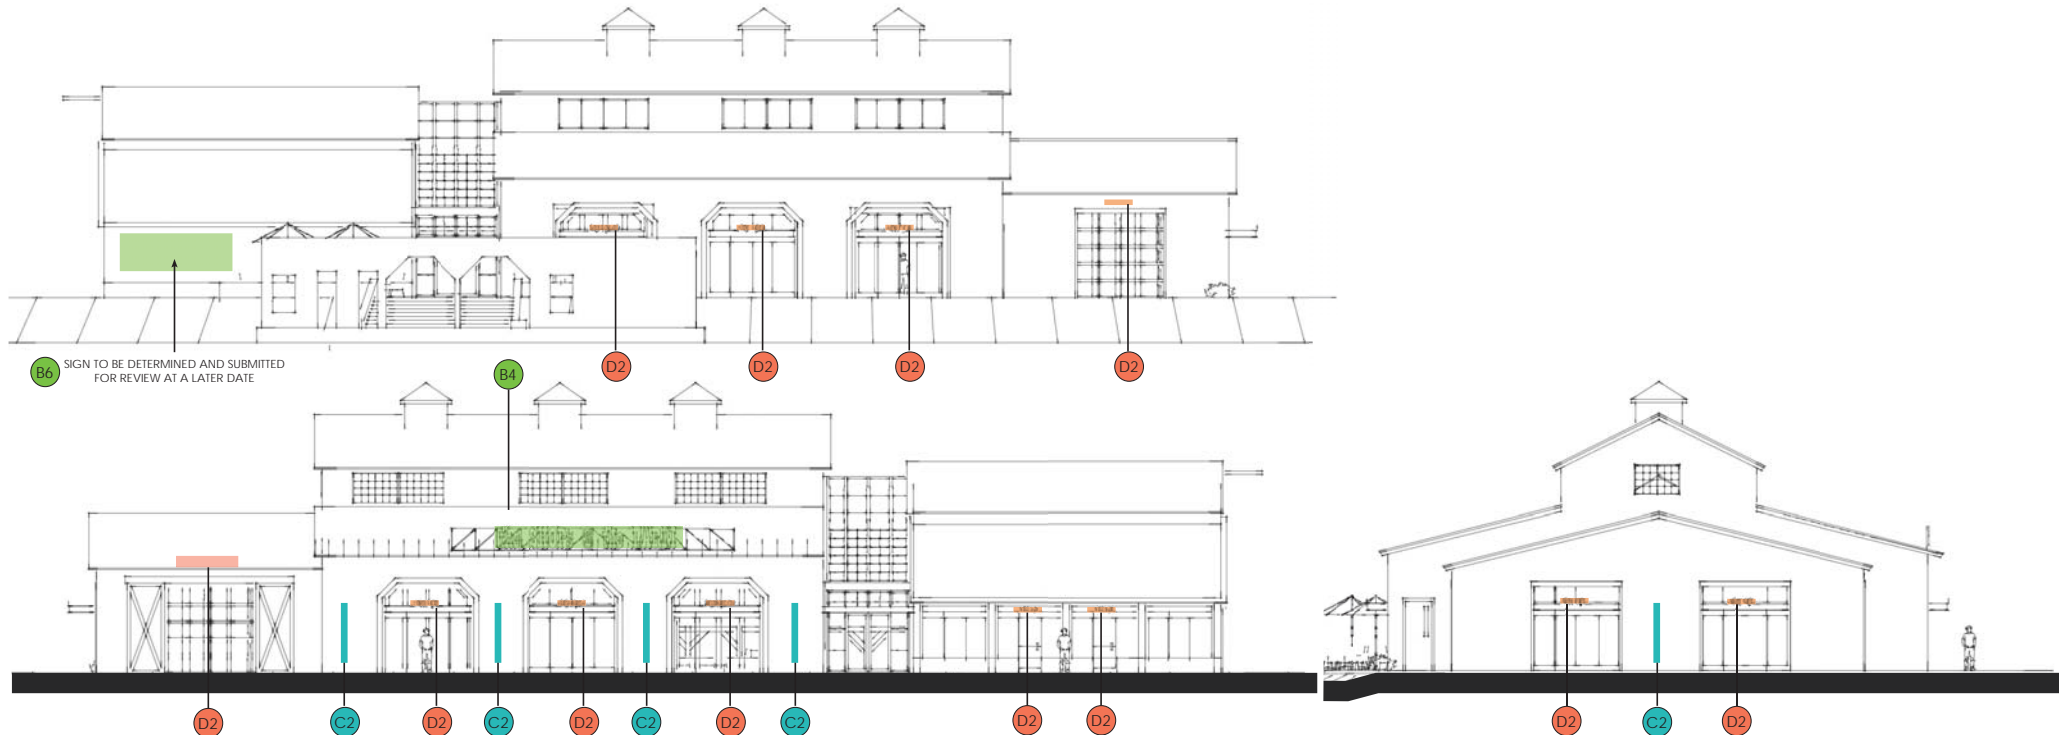 B6
SIGN TO BE DETERMINED AND SUBMITTED
FOR REVIEW AT A LATER DATE
B4
D2
D2
D2
D2
D2
C2
D2
C2
D2
C2
D2
C2
D2
D2
D2
C2
D2